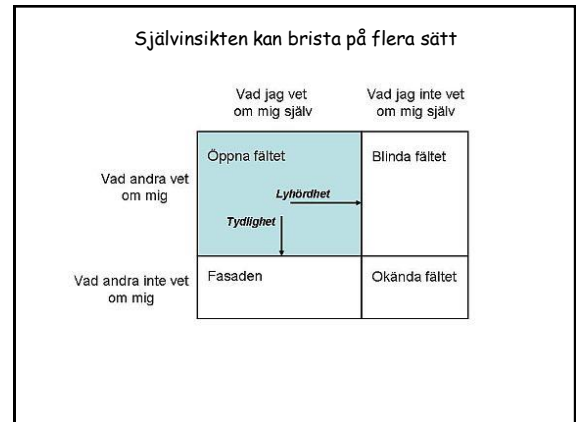 Självinsikten kan brista på flera sätt
Vad jag vet
om mig själv
Vad jag inte vet
om mig själv
Vad andra vet
om mig
Öppna fältet
Blinda fältet
Lyhördhet
Tydlighet
Vad andra inte vet
om mig
Fasaden
Okända fältet